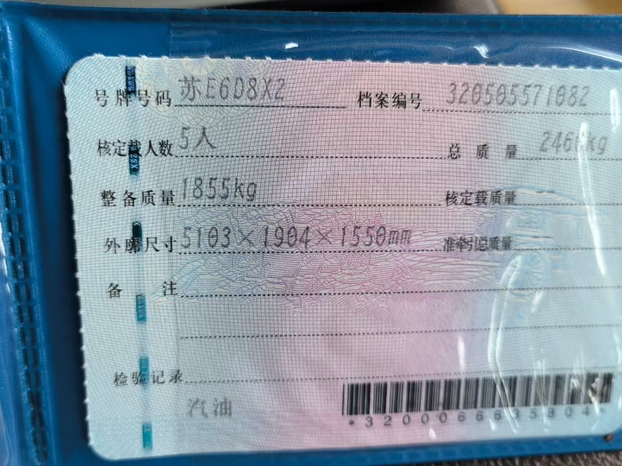 号牌号码 苏E6D8X2 档案编号 320505571082
核定载人数 5人 总质量
整备质量 1855kg 核定载质量
外廓尺寸 5103×1904×1550mm 准牵引总质量
备注
检验记录
汽油
*3200066635804*